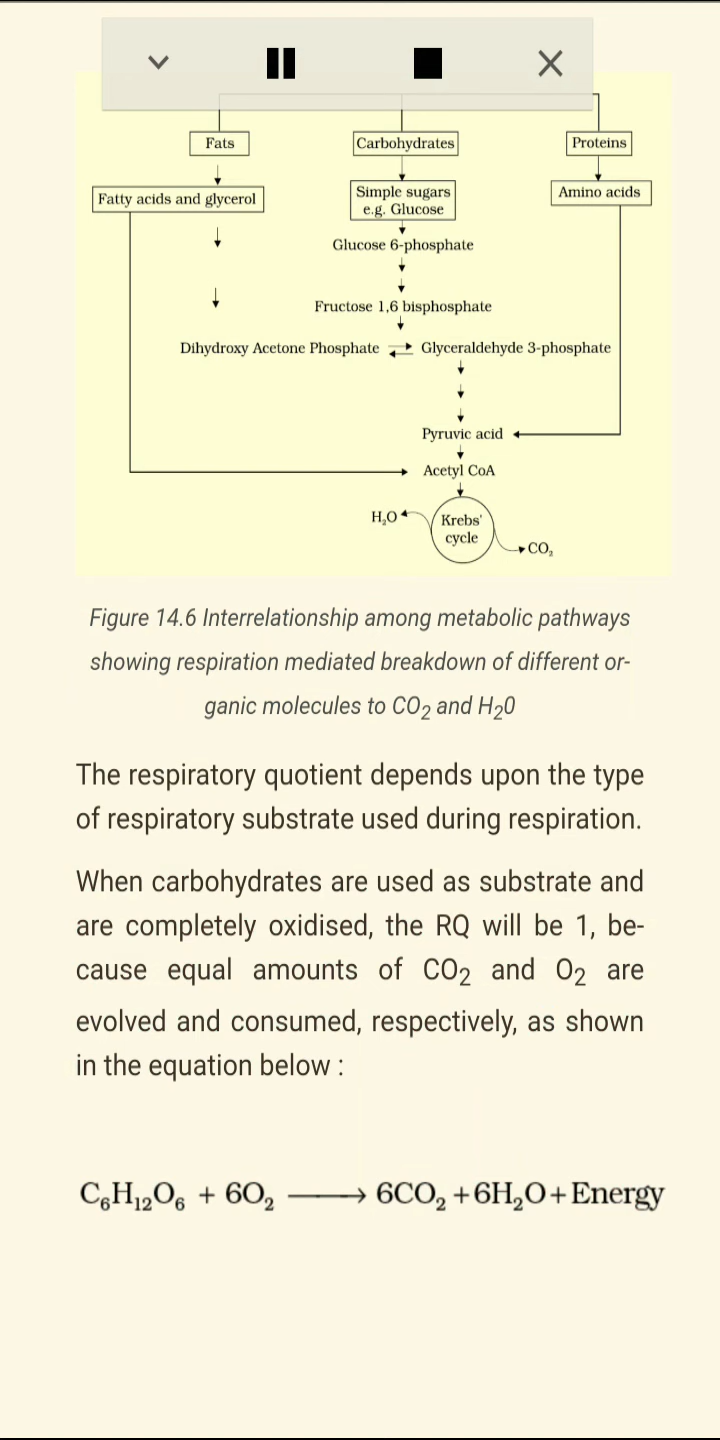 Fats
Carbohydrates
Proteins
Fatty acids and glycerol
Simple sugars
e.g. Glucose
Amino acids
Glucose 6-phosphate
Fructose 1,6 bisphosphate
Dihydroxy Acetone Phosphate
Glyceraldehyde 3-phosphate
Pyruvic acid
Acetyl CoA
H₂O
Krebs'
cycle
CO₂
Figure 14.6 Interrelationship among metabolic pathways
showing respiration mediated breakdown of different or-
ganic molecules to CO₂ and H₂0
The respiratory quotient depends upon the type
of respiratory substrate used during respiration.
When carbohydrates are used as substrate and
are completely oxidised, the RQ will be 1, be-
cause equal amounts of CO₂ and O₂ are
evolved and consumed, respectively, as shown
in the equation below :
C₆H₁₂O₆ + 6O₂ ⟶ 6CO₂ + 6H₂O + Energy